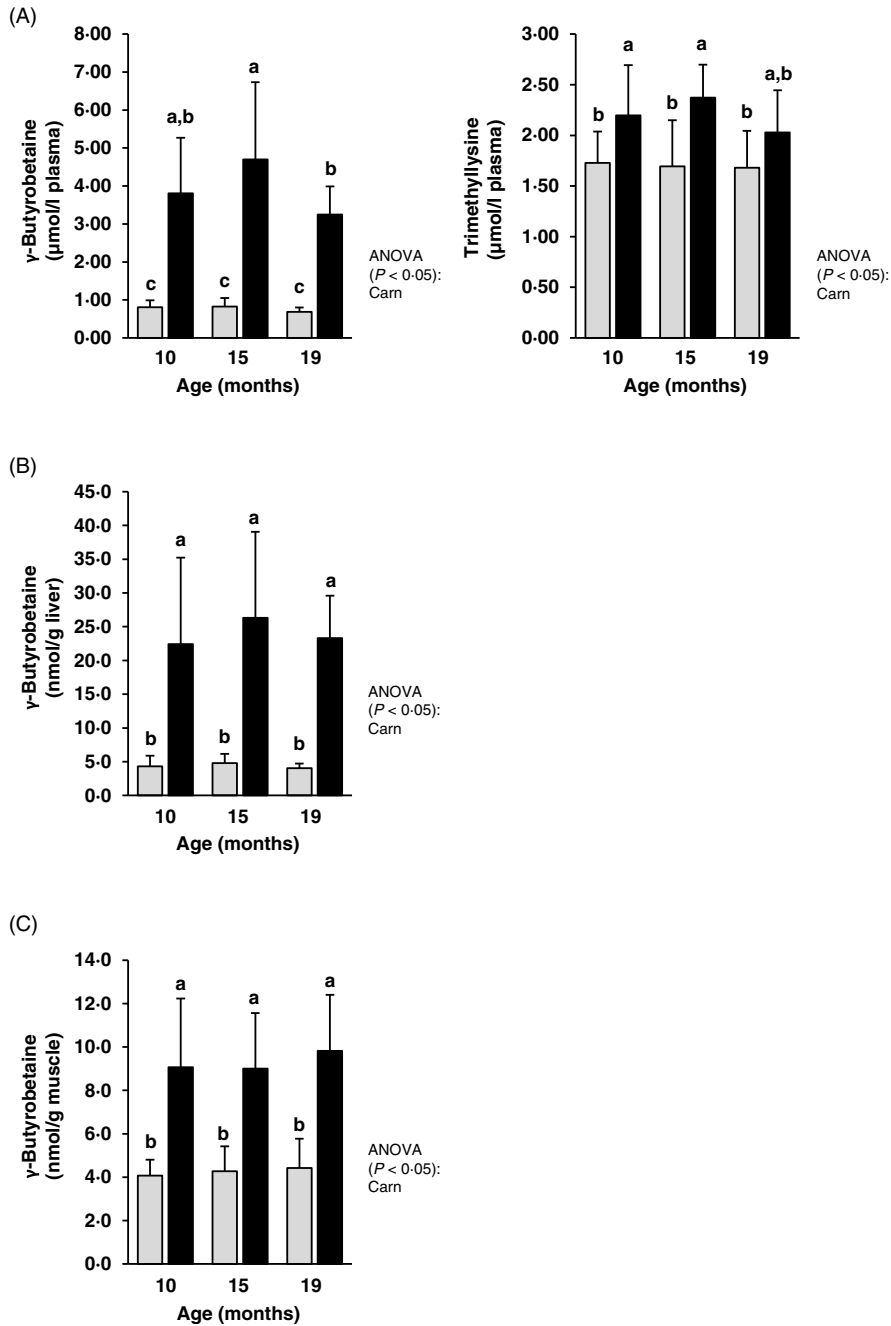 (A)
γ-Butyrobetaine
(μmol/l plasma)
8·00
7·00
6·00
5·00
4·00
3·00
2·00
1·00
0·00
c
a,b
c
a
c
b
10
15
19
Age (months)
ANOVA
(P < 0·05):
Carn
Trimethyllysine
(μmol/l plasma)
3·00
2·50
2·00
1·50
1·00
0·50
0·00
b
a
b
a
b
a,b
10
15
19
Age (months)
ANOVA
(P < 0·05):
Carn
(B)
γ-Butyrobetaine
(nmol/g liver)
45·0
40·0
35·0
30·0
25·0
20·0
15·0
10·0
5·0
0·0
b
a
b
a
b
a
10
15
19
Age (months)
ANOVA
(P < 0·05):
Carn
(C)
γ-Butyrobetaine
(nmol/g muscle)
14·0
12·0
10·0
8·0
6·0
4·0
2·0
0·0
b
a
b
a
b
a
10
15
19
Age (months)
ANOVA
(P < 0·05):
Carn